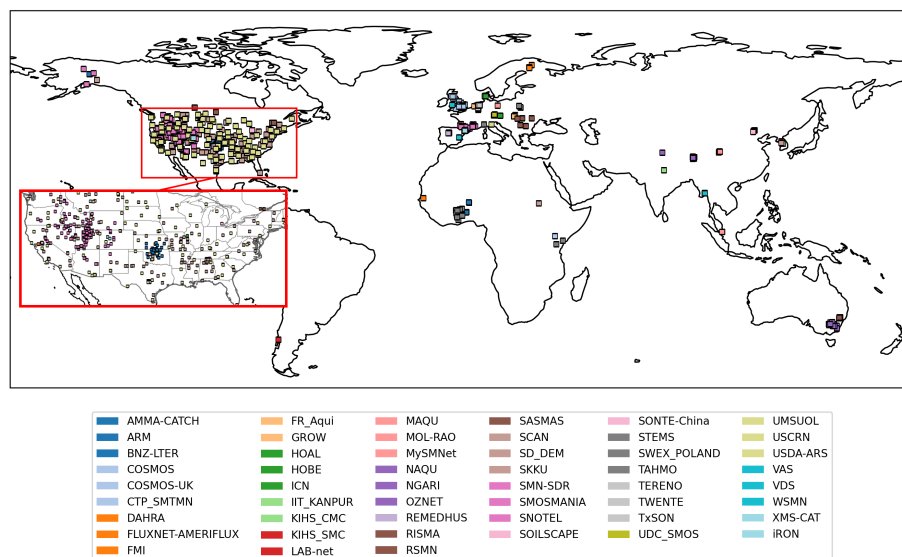 AMMA-CATCH FR_Aqui MAQU SASMAS SONTE-China UMSUOL
ARM GROW MOL-RAO SCAN STEMS USCRN
BNZ-LTER HOAL MySMNet SD_DEM SWEX_POLAND USDA-ARS
COSMOS HOBE NAQU SKKU TAHMO VAS
COSMOS-UK ICN NGARI SMN-SDR TERENO VDS
CTP_SMTMN IIT_KANPUR OZNET SMOSMANIA TWENTE WSMN
DAHRA KIHS_CMC REMEDHUS SNOTEL TxSON XMS-CAT
FLUXNET-AMERIFLUX KIHS_SMC RISMA SOILSCAPE UDC_SMOS iRON
FMI LAB-net RSMN